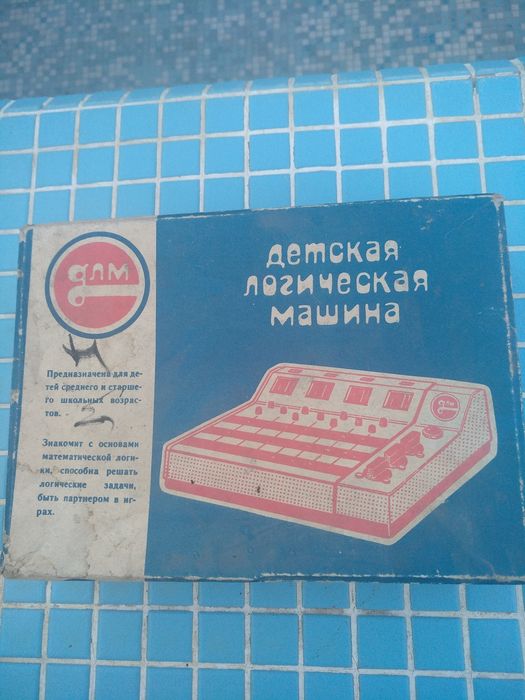 длм
детская
логическая
машина
Предназначена для де-
тей среднего и старше-
го школьных возрас-
тов.
Знакомит с основами
математической логи-
ки, способна решать
логические задачи,
быть партнером в иг-
рах.
длм